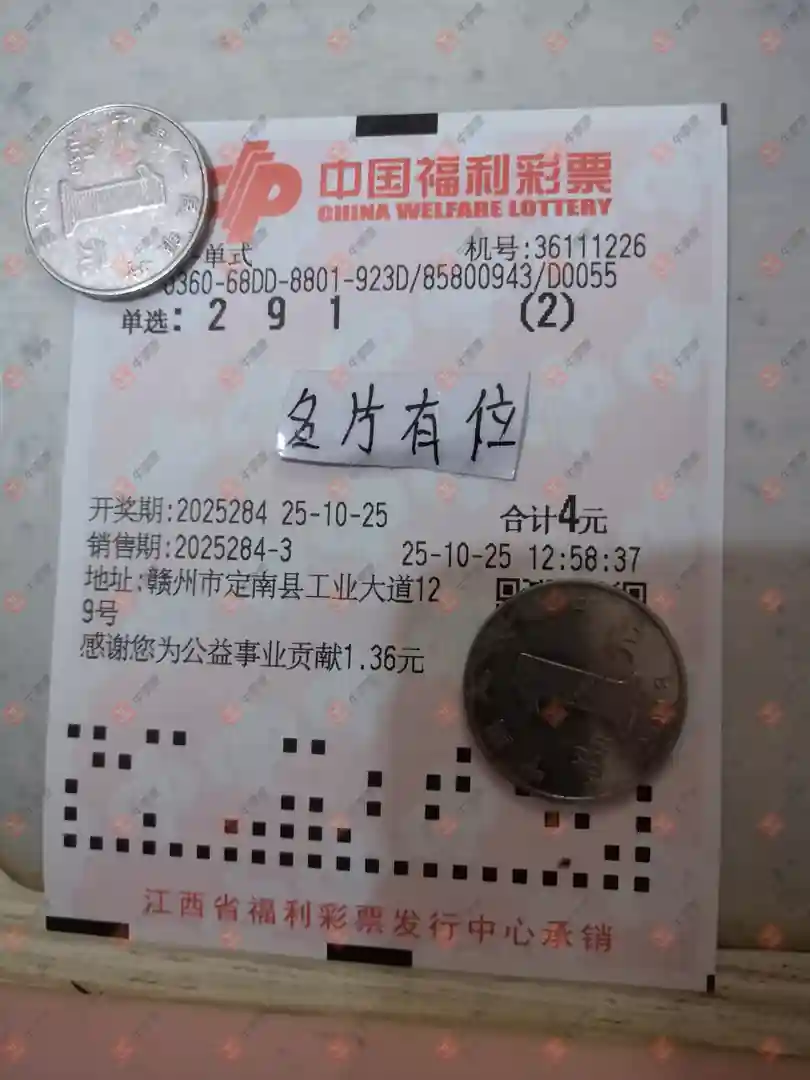 中国福利彩票
CHINA WELFARE LOTTERY
单式 机号:36111226
0360-68DD-8801-923D/85800943/D0055
单选: 2 9 1 (2)
名片有位
开奖期:2025284 25-10-25 合计4元
销售期:2025284-3 25-10-25 12:58:37
地址:赣州市定南县工业大道12
9号
感谢您为公益事业贡献1.36元
江西省福利彩票发行中心承销